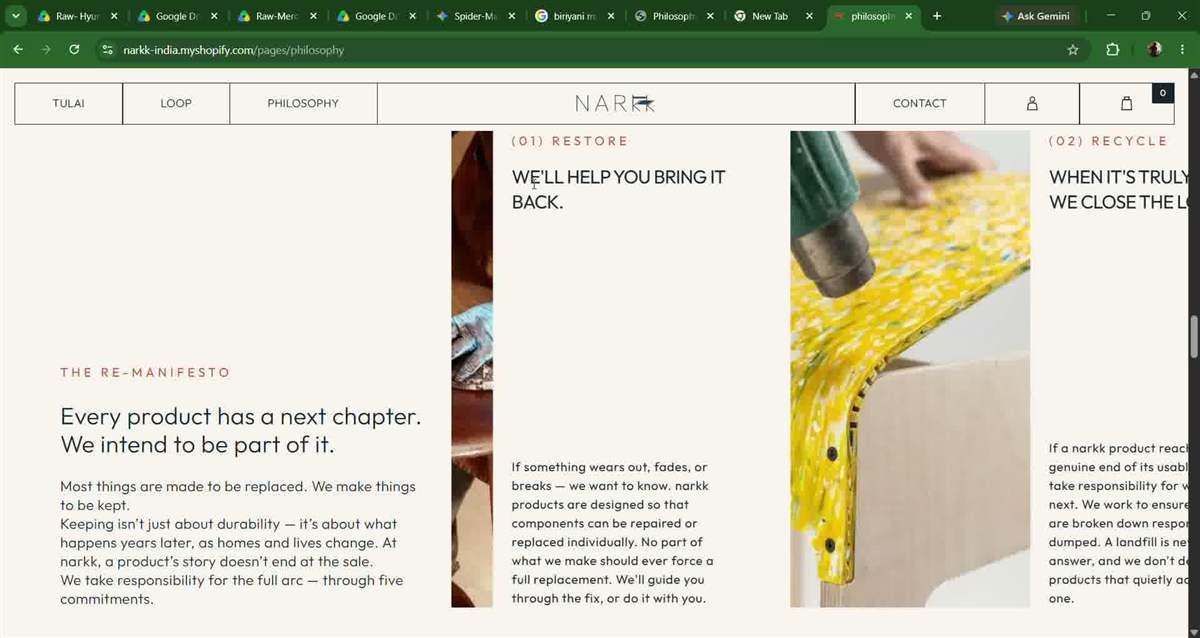 Raw- Hyur
Google Dr
Raw-Merc
Google Dr
Spider-Ma
biriyani m
Philosoph
New Tab
philosoph
Ask Gemini
narkk-india.myshopify.com/pages/philosophy
TULAI
LOOP
PHILOSOPHY
NARKK
CONTACT
0
THE RE-MANIFESTO
Every product has a next chapter.
We intend to be part of it.
Most things are made to be replaced. We make things
to be kept.
Keeping isn't just about durability — it's about what
happens years later, as homes and lives change. At
narkk, a product's story doesn't end at the sale.
We take responsibility for the full arc — through five
commitments.
(01) RESTORE
WE'LL HELP YOU BRING IT
BACK.
If something wears out, fades, or
breaks — we want to know. narkk
products are designed so that
components can be repaired or
replaced individually. No part of
what we make should ever force a
full replacement. We'll guide you
through the fix, or do it with you.
(02) RECYCLE
WHEN IT'S TRULY
WE CLOSE THE LO
If a narkk product reach
genuine end of its usabl
take responsibility for w
next. We work to ensure
are broken down respon
dumped. A landfill is ne
answer, and we don't de
products that quietly ac
one.